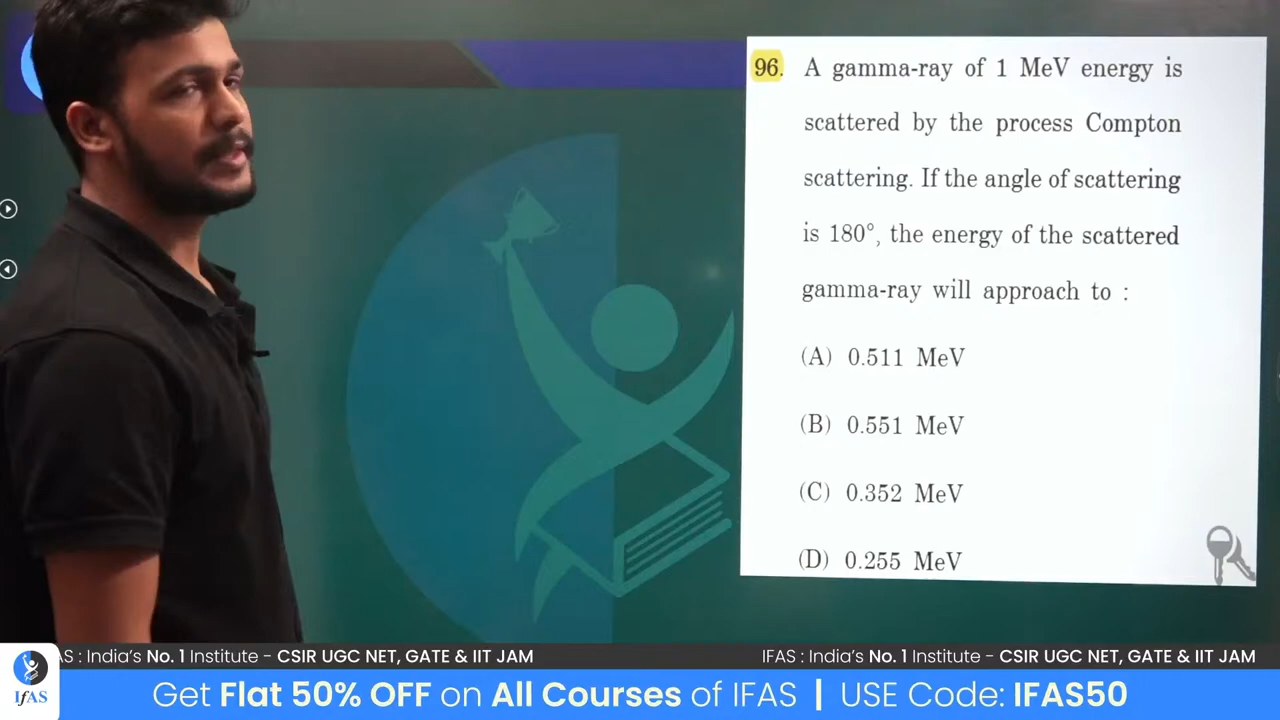 96. A gamma-ray of 1 MeV energy is
scattered by the process Compton
scattering. If the angle of scattering
is 180°, the energy of the scattered
gamma-ray will approach to :
(A) 0.511 MeV
(B) 0.551 MeV
(C) 0.352 MeV
(D) 0.255 MeV
AS : India's No. 1 Institute - CSIR UGC NET, GATE & IIT JAM
IFAS : India's No. 1 Institute - CSIR UGC NET, GATE & IIT JAM
IfAS
Get Flat 50% OFF on All Courses of IFAS | USE Code: IFAS50